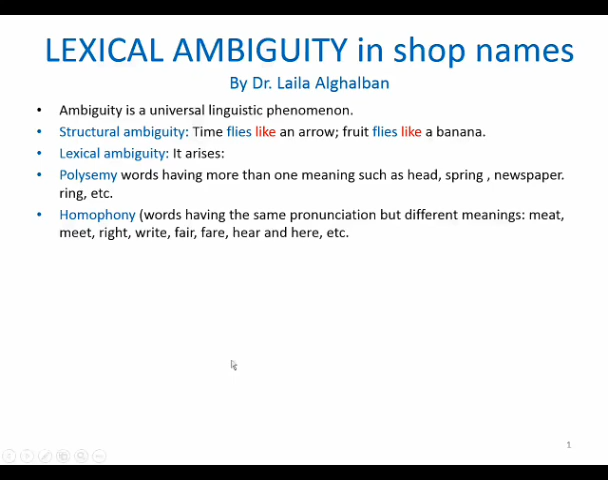 LEXICAL AMBIGUITY in shop names
By Dr. Laila Alghalban
• Ambiguity is a universal linguistic phenomenon.
• Structural ambiguity: Time flies like an arrow; fruit flies like a banana.
• Lexical ambiguity: It arises:
• Polysemy words having more than one meaning such as head, spring , newspaper.
ring, etc.
• Homophony (words having the same pronunciation but different meanings: meat,
meet, right, write, fair, fare, hear and here, etc.
1